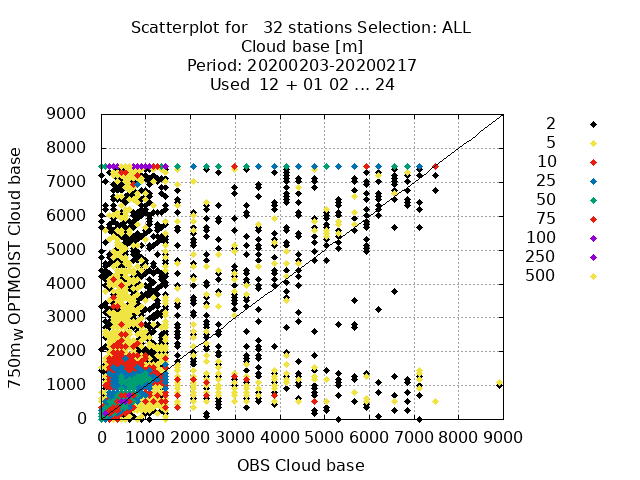 Scatterplot for   32 stations Selection: ALL
Cloud base [m]
Period: 20200203-20200217
Used  12 + 01 02 ... 24
750mw OPTMOIST Cloud base
9000
8000
7000
6000
5000
4000
3000
2000
1000
0
0 1000 2000 3000 4000 5000 6000 7000 8000 9000
OBS Cloud base
2
5
10
25
50
75
100
250
500